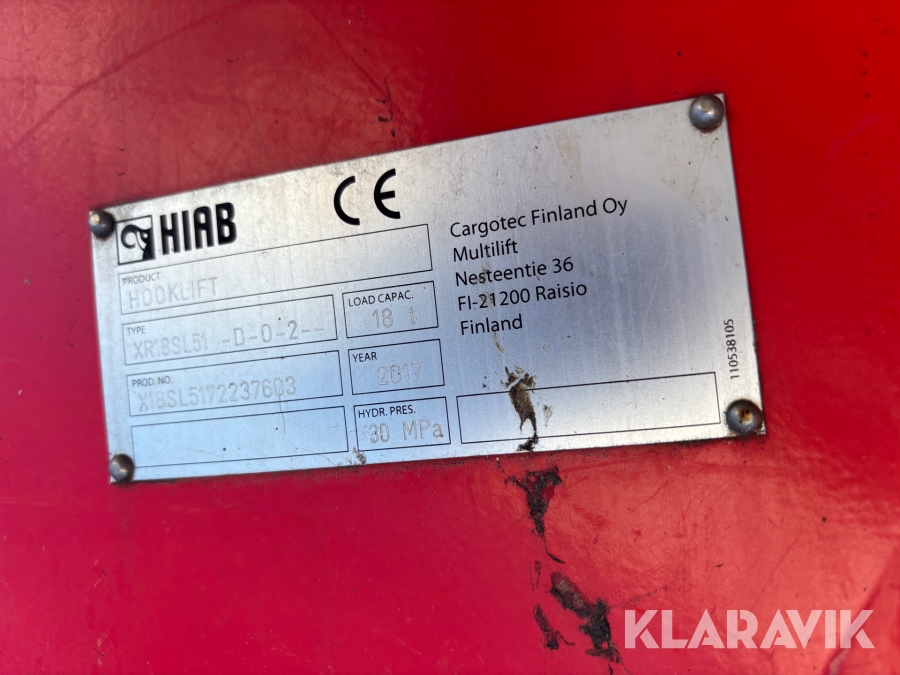 HIAB
CE
PRODUCT
HOOKLIFT
TYPE
XR18SL51 -D-0-2--
LOAD CAPAC.
18 t
PROD.NO.
X18SL5172237603
YEAR
2017
HYDR. PRES.
30 MPa
Cargotec Finland Oy
Multilift
Nesteentie 36
FI-21200 Raisio
Finland
110538105
KLARAVIK